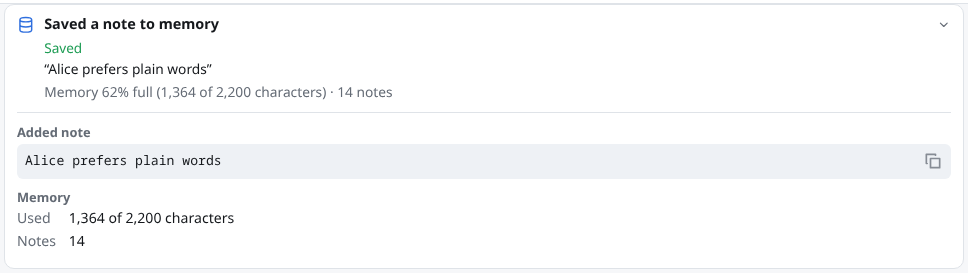 Saved a note to memory
Saved
“Alice prefers plain words”
Memory 62% full (1,364 of 2,200 characters) · 14 notes
Added note
Alice prefers plain words
Memory
Used 1,364 of 2,200 characters
Notes 14